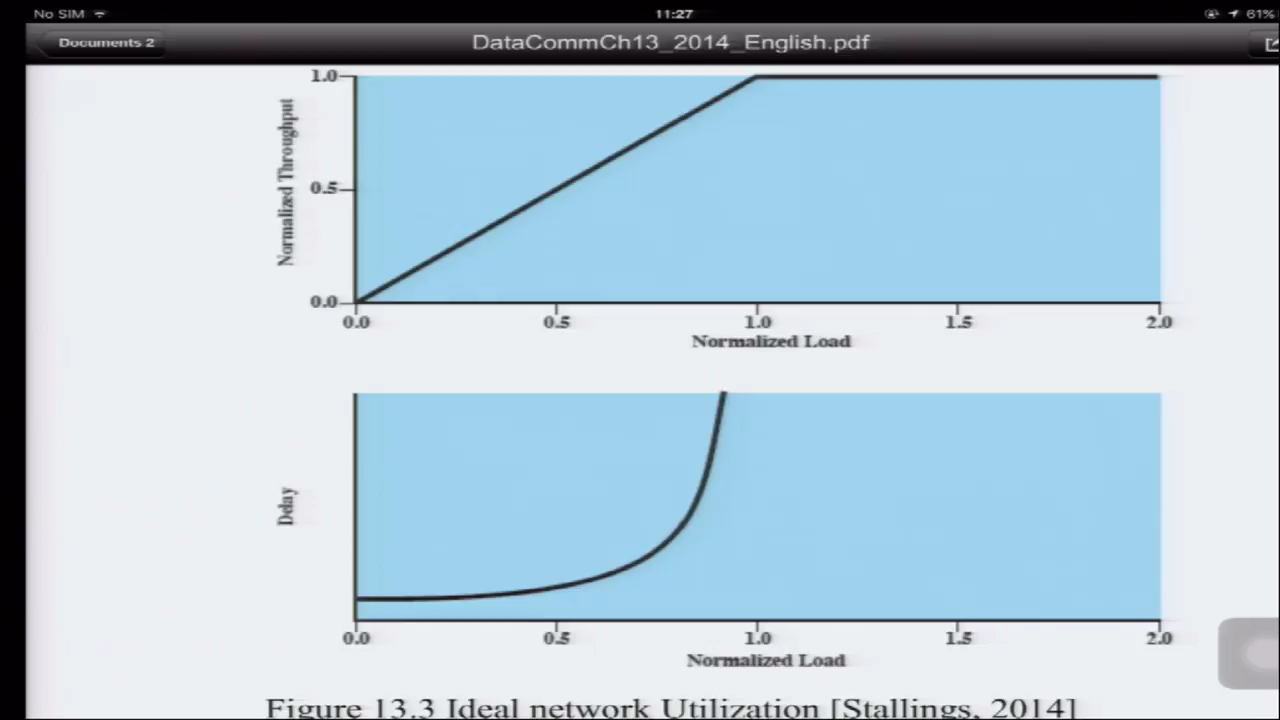 No SIM 11:27 61%
Documents 2 DataCommCh13_2014_English.pdf
1.0
0.5
0.0
Normalized Throughput
0.0 0.5 1.0 1.5 2.0
Normalized Load
Delay
0.0 0.5 1.0 1.5 2.0
Normalized Load
Figure 13.3 Ideal network Utilization [Stallings, 2014]